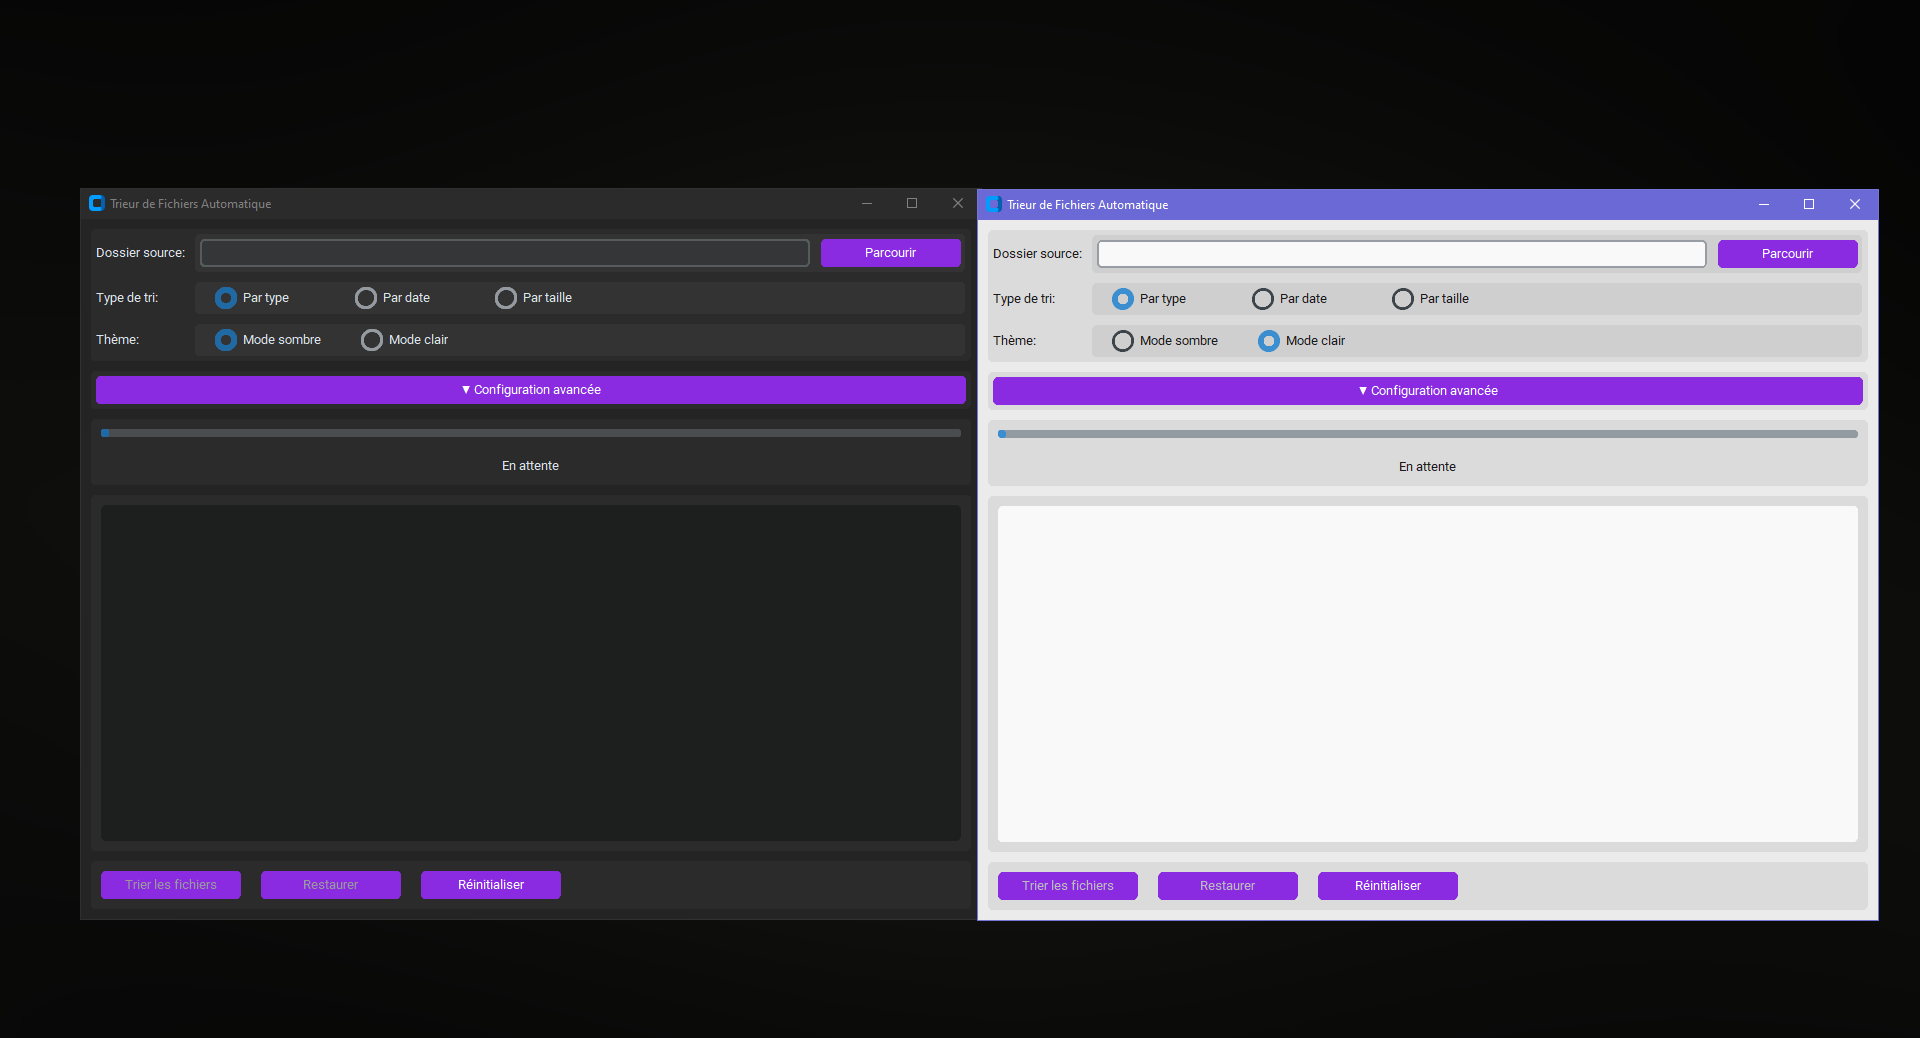 Trieur de Fichiers Automatique
Dossier source:
Parcourir
Type de tri:
Par type
Par date
Par taille
Thème:
Mode sombre
Mode clair
▼ Configuration avancée
En attente
Trier les fichiers
Restaurer
Réinitialiser
Trieur de Fichiers Automatique
Dossier source:
Parcourir
Type de tri:
Par type
Par date
Par taille
Thème:
Mode sombre
Mode clair
▼ Configuration avancée
En attente
Trier les fichiers
Restaurer
Réinitialiser